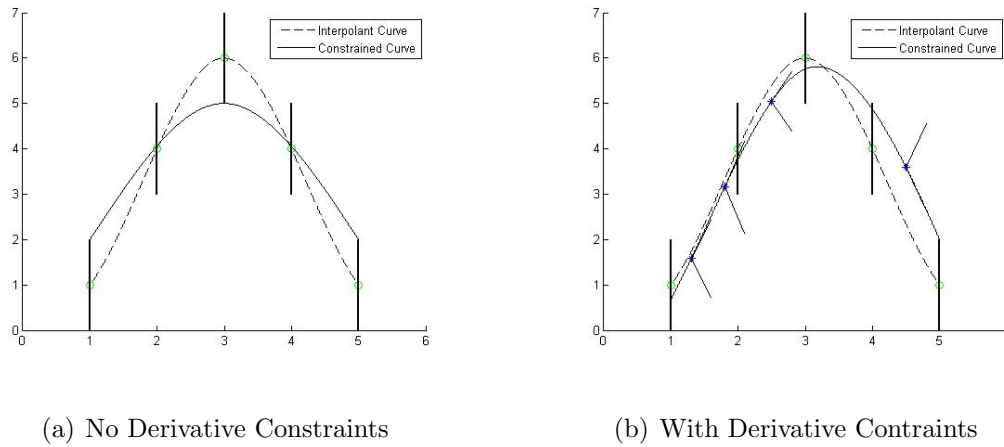 7
6
5
4
3
2
1
0
0 1 2 3 4 5 6
Interpolant Curve
Constrained Curve
(a) No Derivative Constraints
7
6
5
4
3
2
1
0
0 1 2 3 4 5
Interpolant Curve
Constrained Curve
(b) With Derivative Contraints